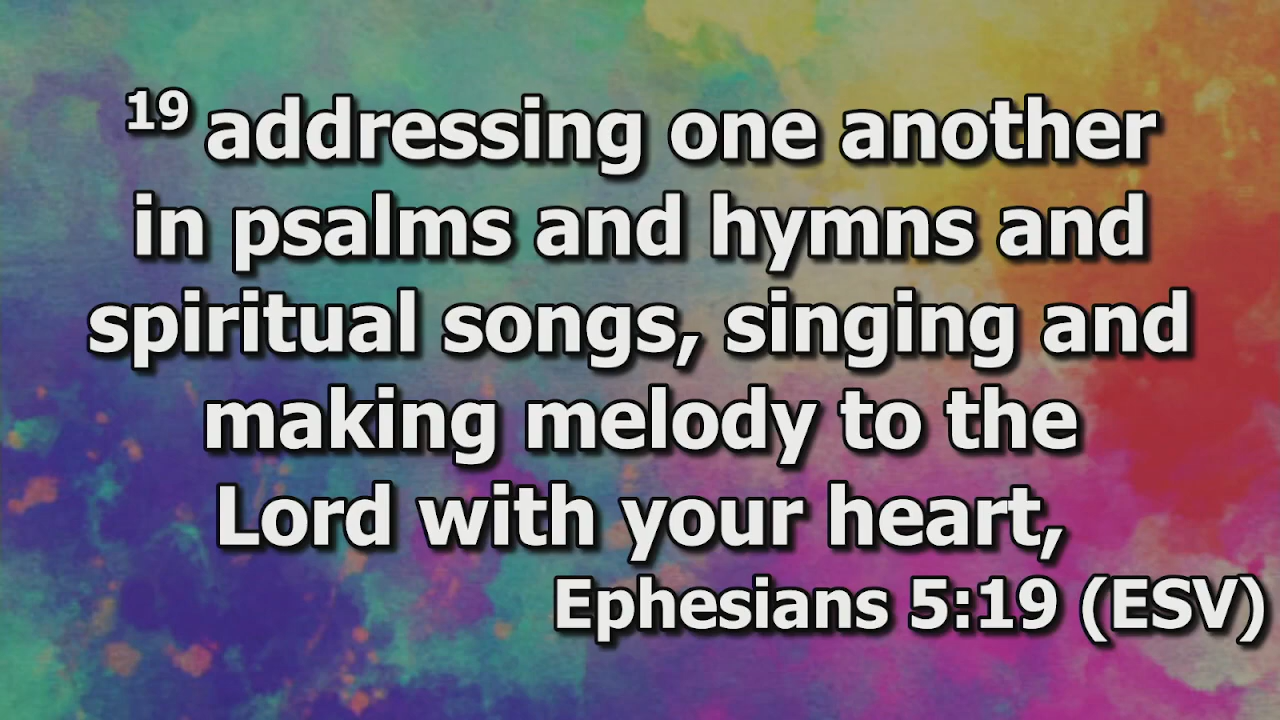 19 addressing one another
in psalms and hymns and
spiritual songs, singing and
making melody to the
Lord with your heart,
Ephesians 5:19 (ESV)